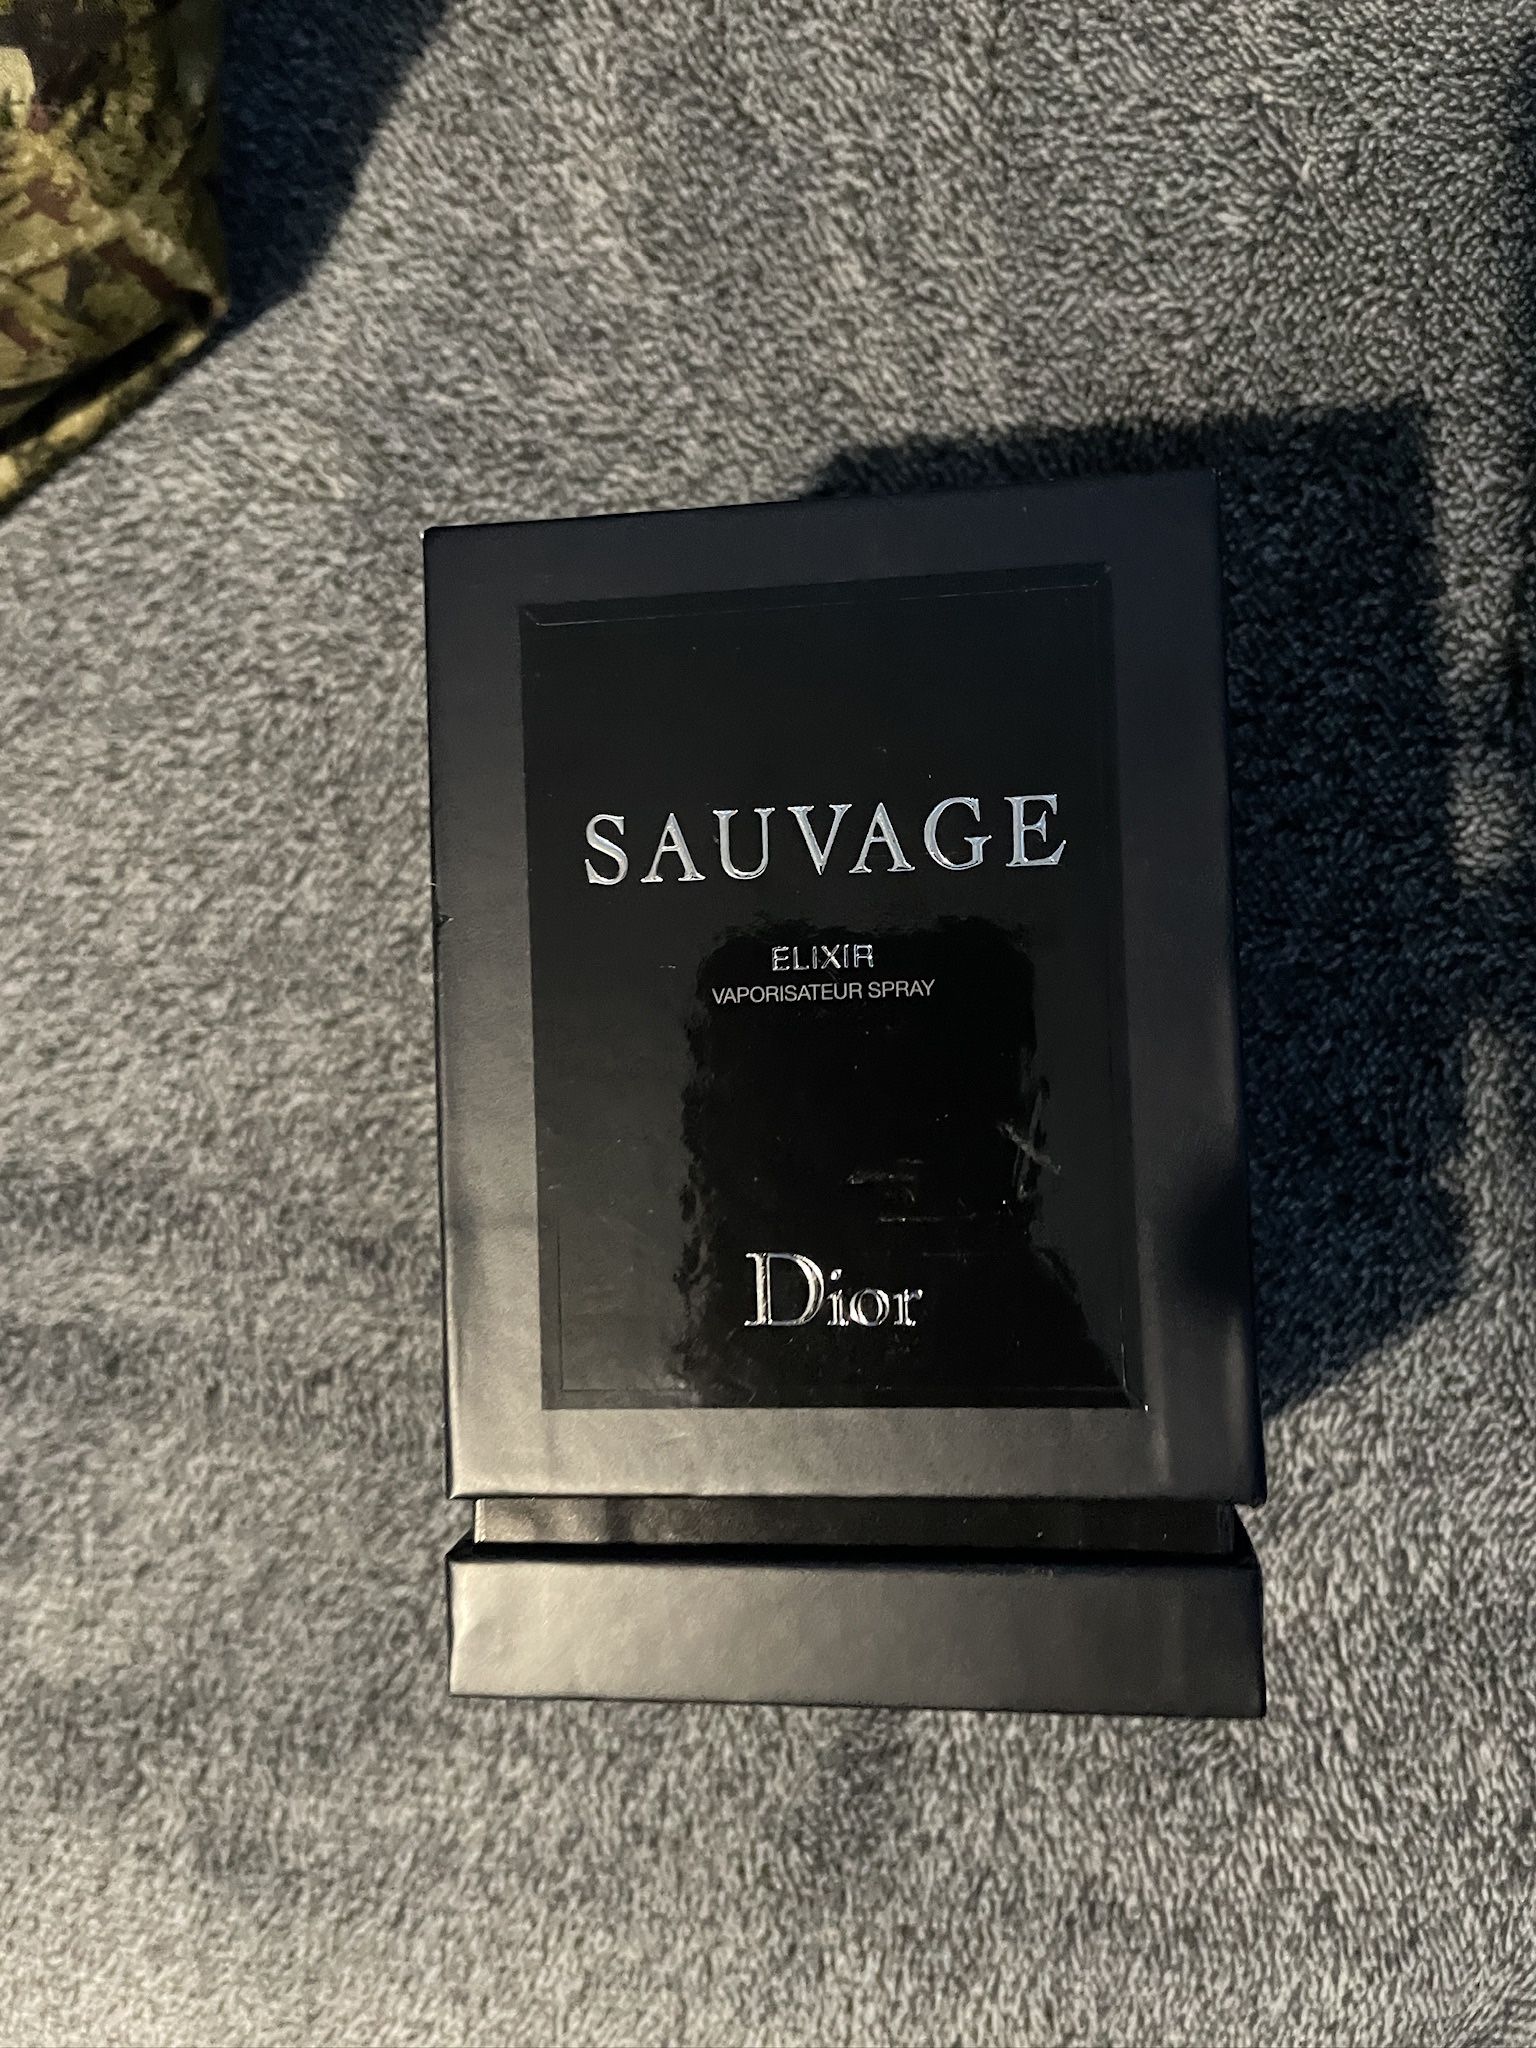 SAUVAGE
ELIXIR
VAPORISATEUR SPRAY
Dior